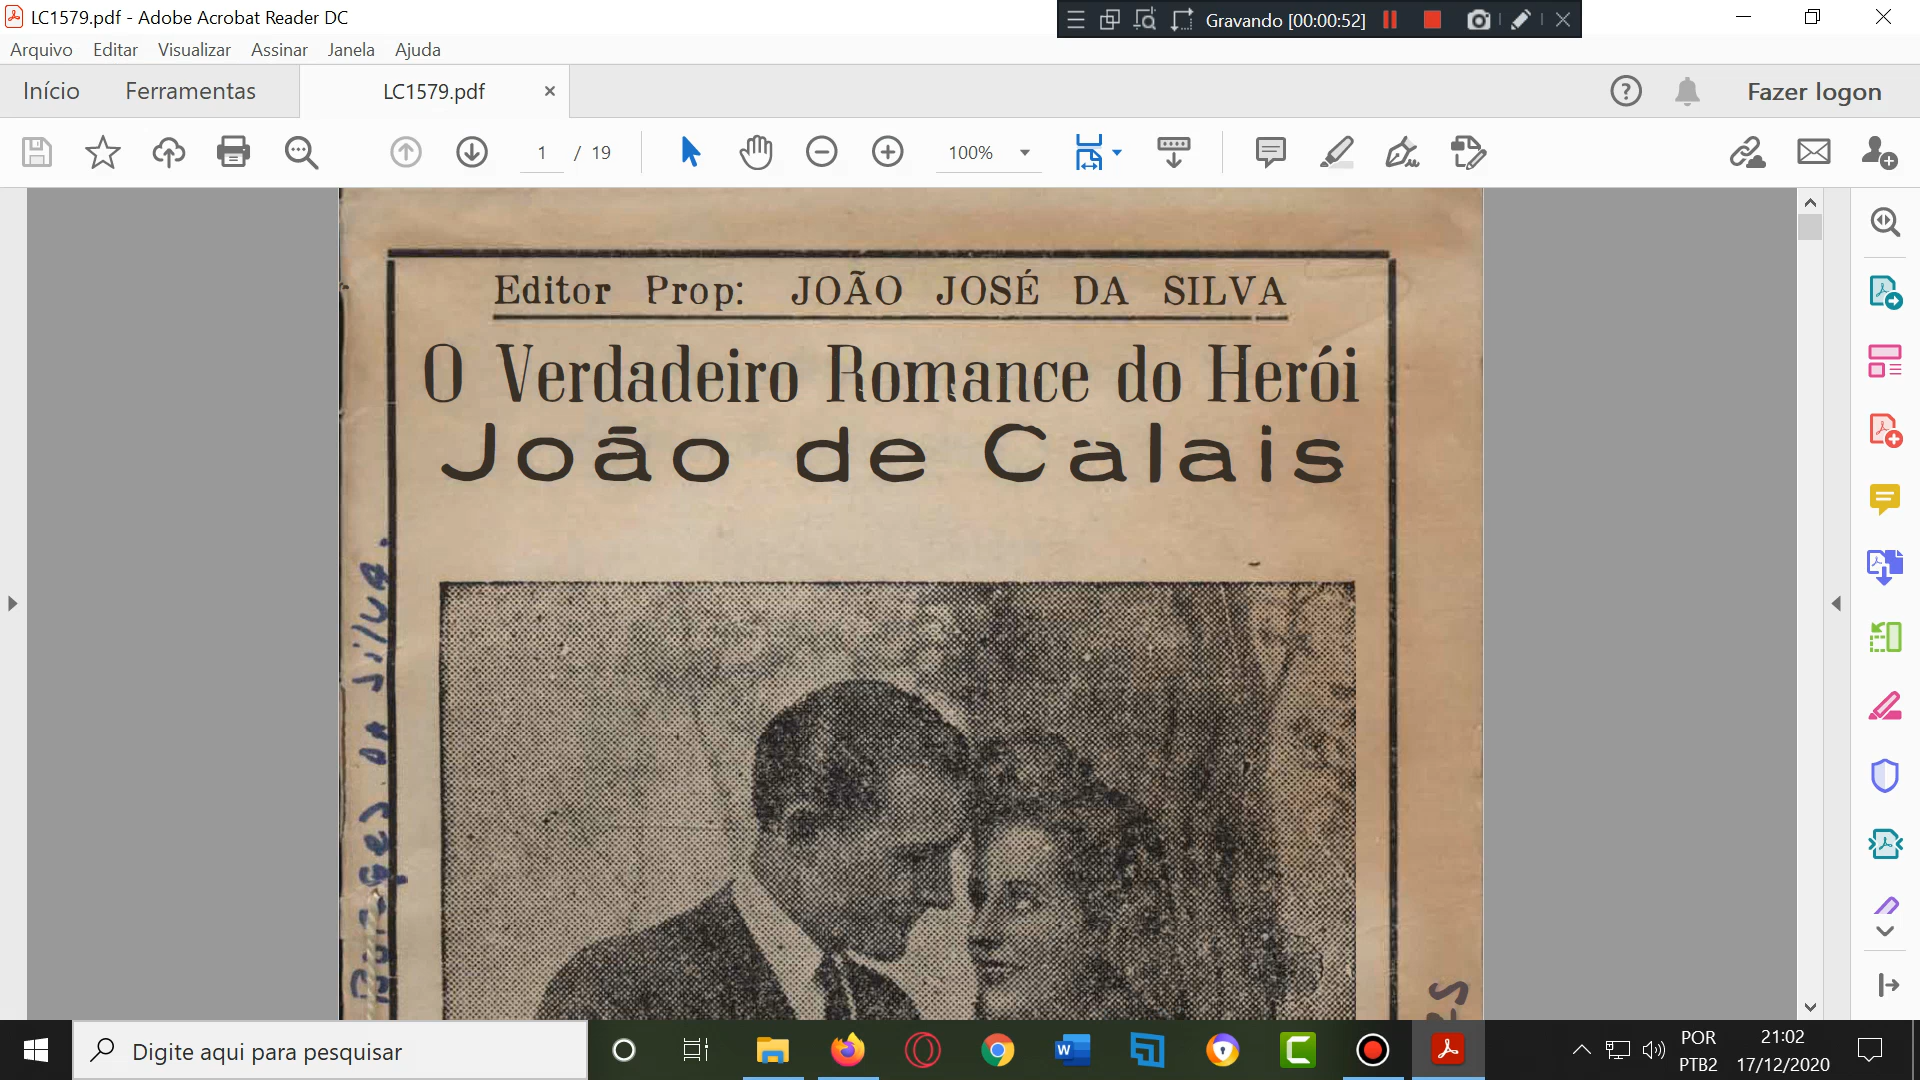 LC1579.pdf - Adobe Acrobat Reader DC
Gravando [00:00:52]
Arquivo Editar Visualizar Assinar Janela Ajuda
Início Ferramentas LC1579.pdf Fazer logon
1 / 19 100%
Editor Prop: JOÃO JOSÉ DA SILVA
O Verdadeiro Romance do Herói
João de Calais
da Silva.
Digite aqui para pesquisar
POR
PTB2
21:02
17/12/2020